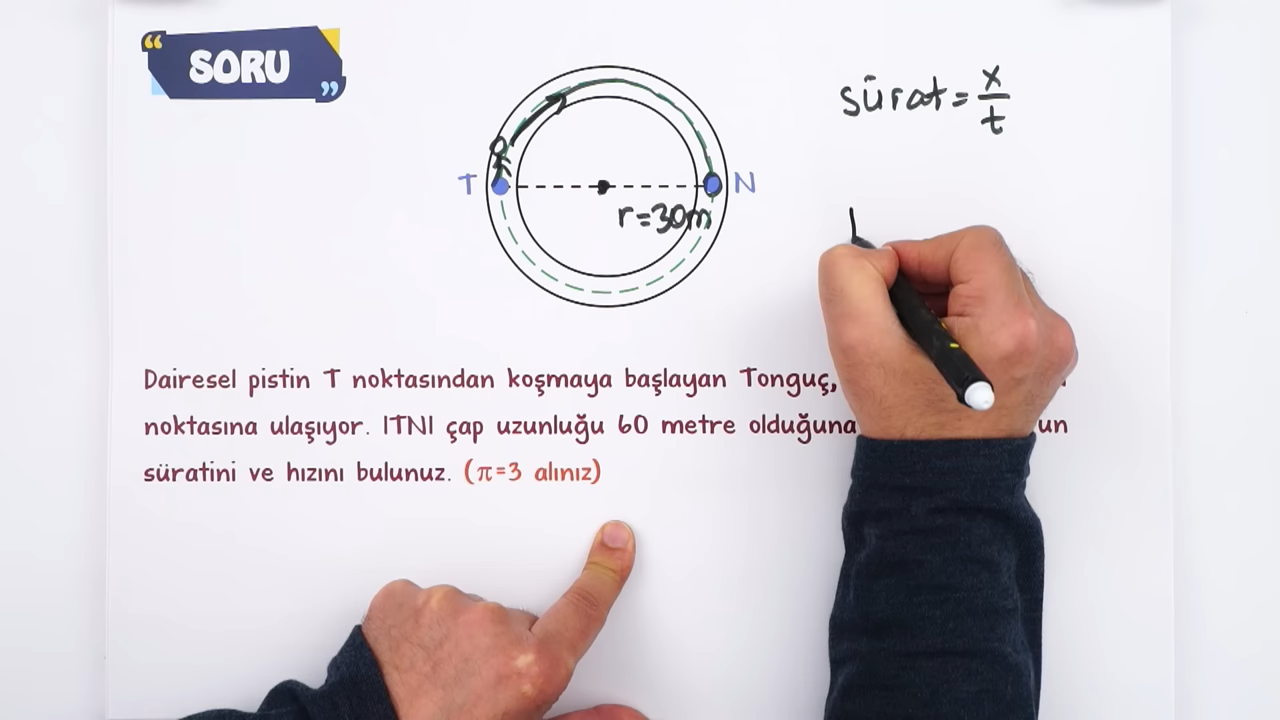 SORU
sürat = x/t
T
N
r=30m
Dairesel pistin T noktasından koşmaya başlayan Tonguç,
noktasına ulaşıyor. ITNI çap uzunluğu 60 metre olduğuna
süratini ve hızını bulunuz. (π=3 alınız)